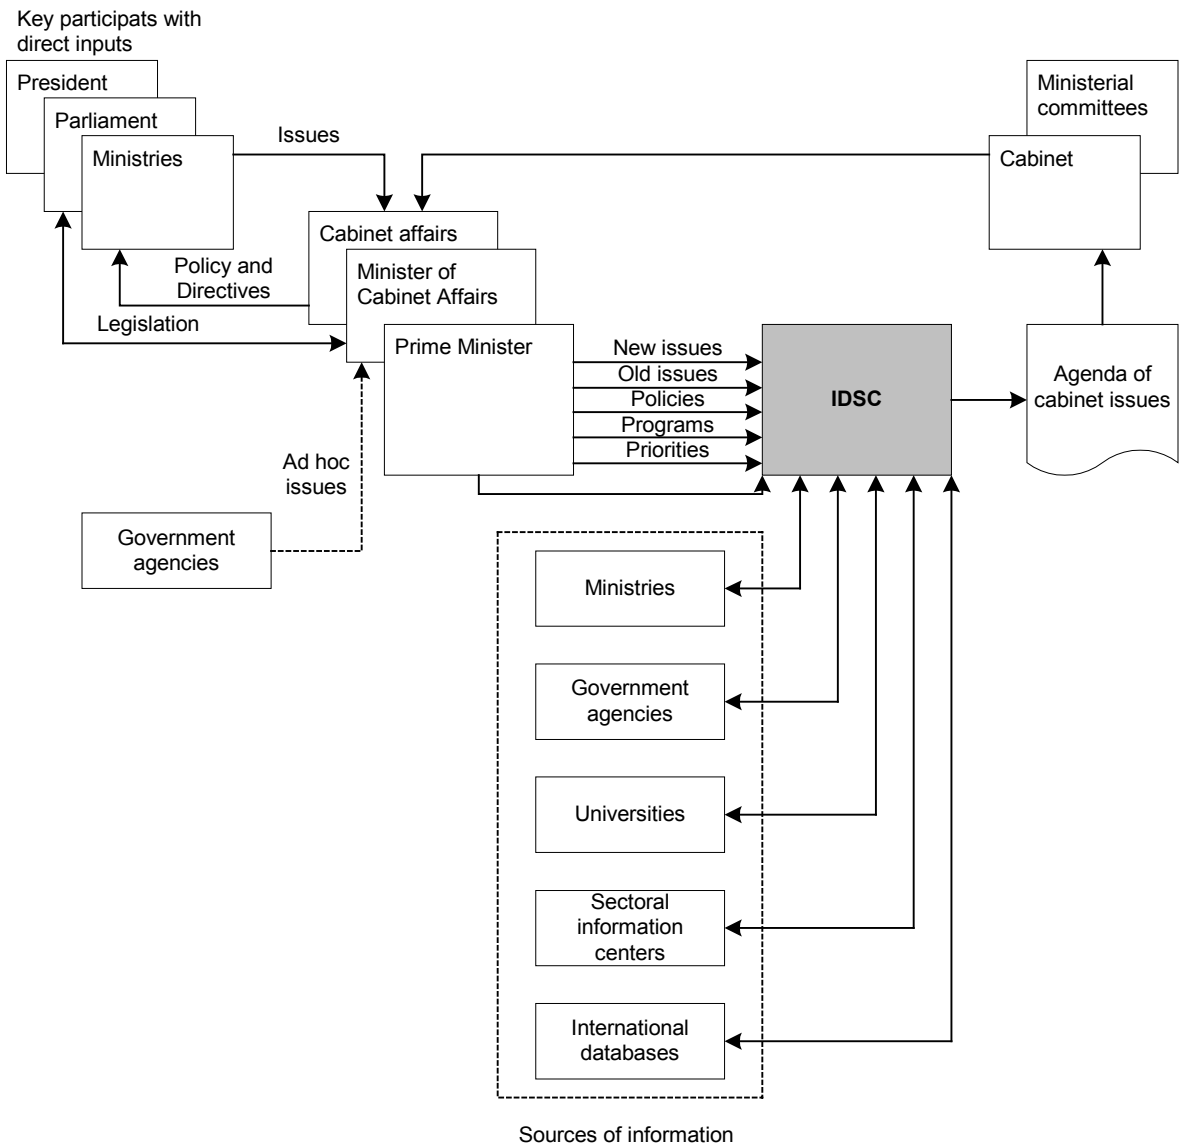 Key participats with
direct inputs
President
Parliament
Ministries
Issues
Ministerial
committees
Cabinet
Cabinet affairs
Minister of
Cabinet Affairs
Prime Minister
Policy and
Directives
Legislation
New issues
Old issues
Policies
Programs
Priorities
IDSC
Agenda of
cabinet issues
Ad hoc
issues
Government
agencies
Ministries
Government
agencies
Universities
Sectoral
information
centers
International
databases
Sources of information